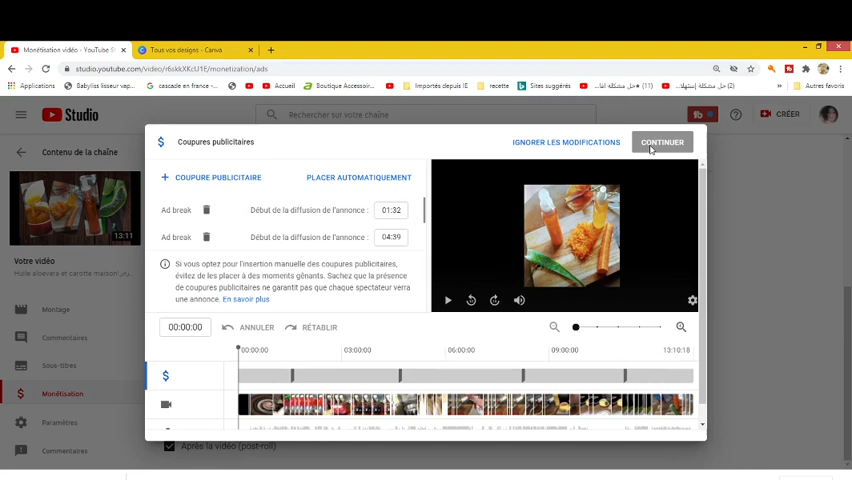 Monétisation vidéo - YouTube St
Tous vos designs - Canva
studio.youtube.com/video/r6skkXKcU1E/monetization/ads
Applications
Babyliss lisseur vap...
cascade en france -...
Accueil
Boutique Accessoir...
Importés depuis IE
recette
Sites suggérés
Autres favoris
Studio
Rechercher sur votre chaîne
CRÉER
Contenu de la chaîne
Coupures publicitaires
IGNORER LES MODIFICATIONS
CONTINUER
COUPURE PUBLICITAIRE
PLACER AUTOMATIQUEMENT
Ad break
Début de la diffusion de l'annonce :
01:32
Ad break
Début de la diffusion de l'annonce :
04:39
13:11
Votre vidéo
Huile aloevera et carotte maison
Si vous optez pour l'insertion manuelle des coupures publicitaires,
évitez de les placer à des moments gênants. Sachez que la présence
de coupures publicitaires ne garantit pas que chaque spectateur verra
une annonce. En savoir plus
Montage
Commentaires
Sous-titres
Monétisation
Paramètres
Commentaires
00:00:00
ANNULER
RÉTABLIR
00:00:00
03:00:00
06:00:00
09:00:00
13:10:18
Après la vidéo (post-roll)